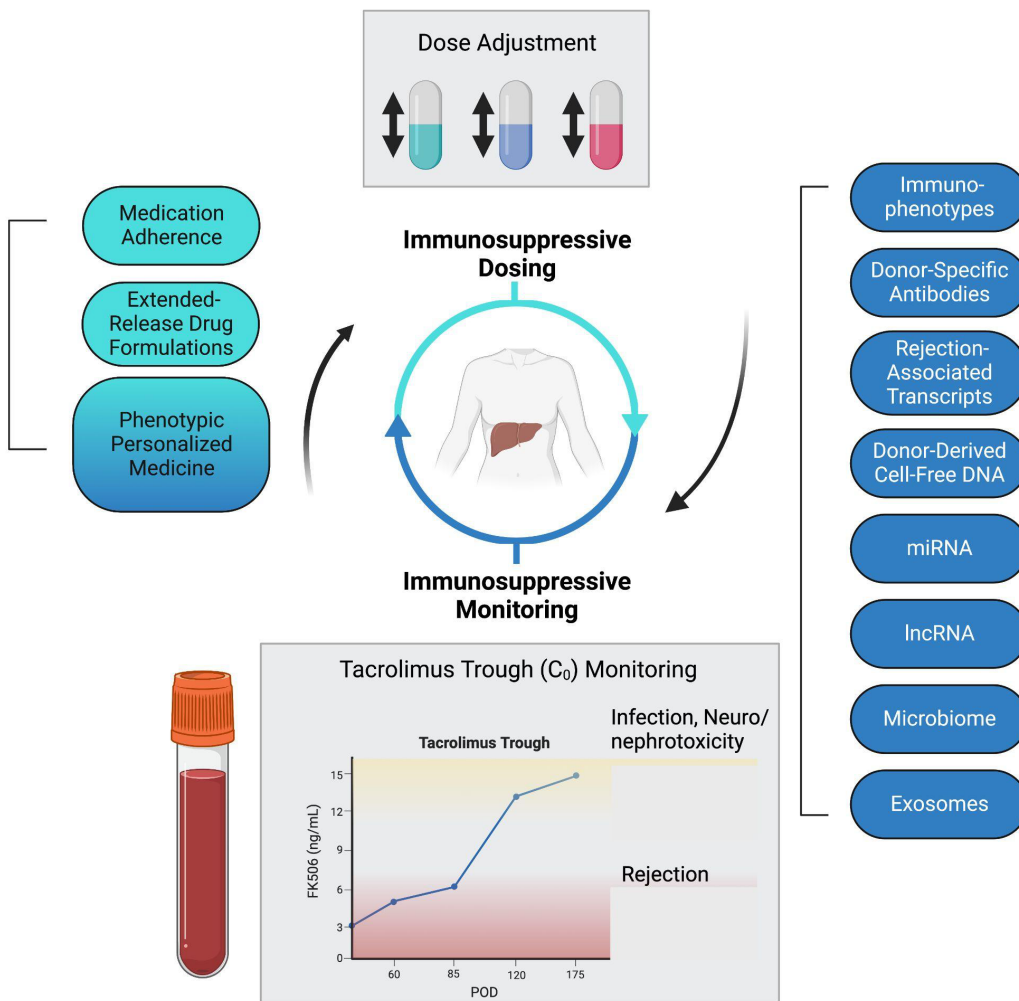 Dose Adjustment
Medication
Adherence
Extended-
Release Drug
Formulations
Phenotypic
Personalized
Medicine
Immunosuppressive
Dosing
Immunosuppressive
Monitoring
Immuno-
phenotypes
Donor-Specific
Antibodies
Rejection-
Associated
Transcripts
Donor-Derived
Cell-Free DNA
miRNA
lncRNA
Microbiome
Exosomes
Tacrolimus Trough (C₀) Monitoring
Infection, Neuro/
nephrotoxicity
Tacrolimus Trough
Rejection
FK506 (ng/mL)
15
12
9
6
3
0
60 85 120 175
POD